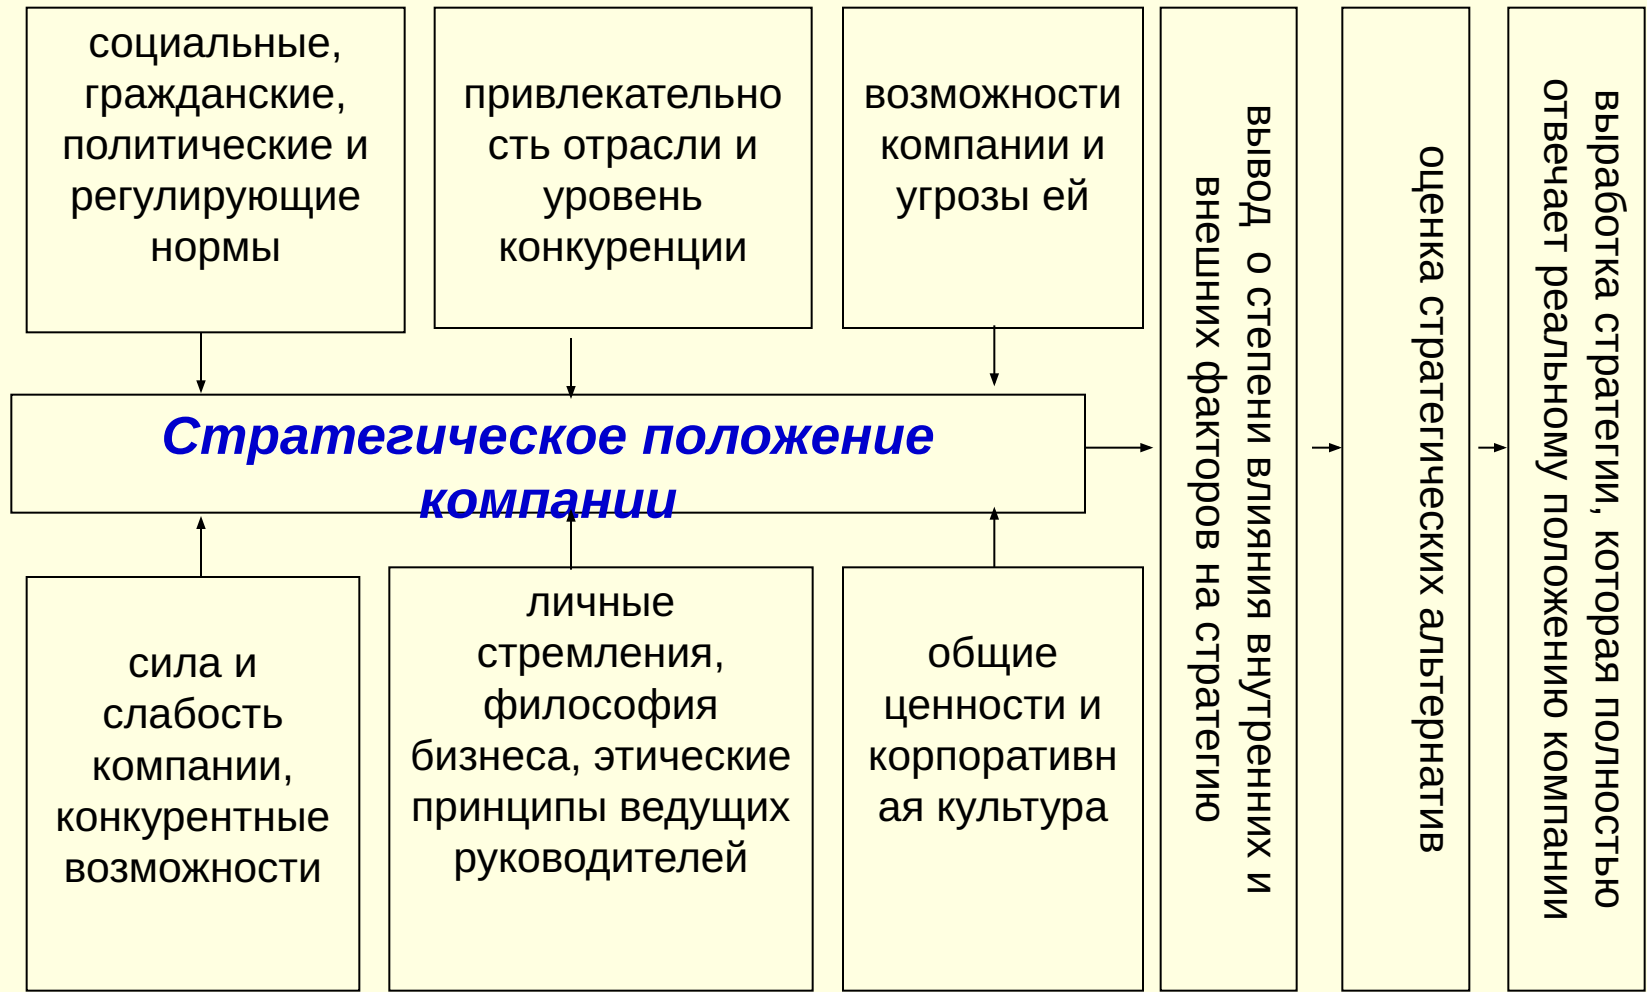 социальные,
гражданские,
политические и
регулирующие
нормы
привлекательно
сть отрасли и
уровень
конкуренции
возможности
компании и
угрозы ей
Стратегическое положение
компании
сила и
слабость
компании,
конкурентные
возможности
личные
стремления,
философия
бизнеса, этические
принципы ведущих
руководителей
общие
ценности и
корпоративн
ая культура
вывод о степени влияния внутренних и
внешних факторов на стратегию
оценка стратегических альтернатив
выработка стратегии, которая полностью
отвечает реальному положению компании